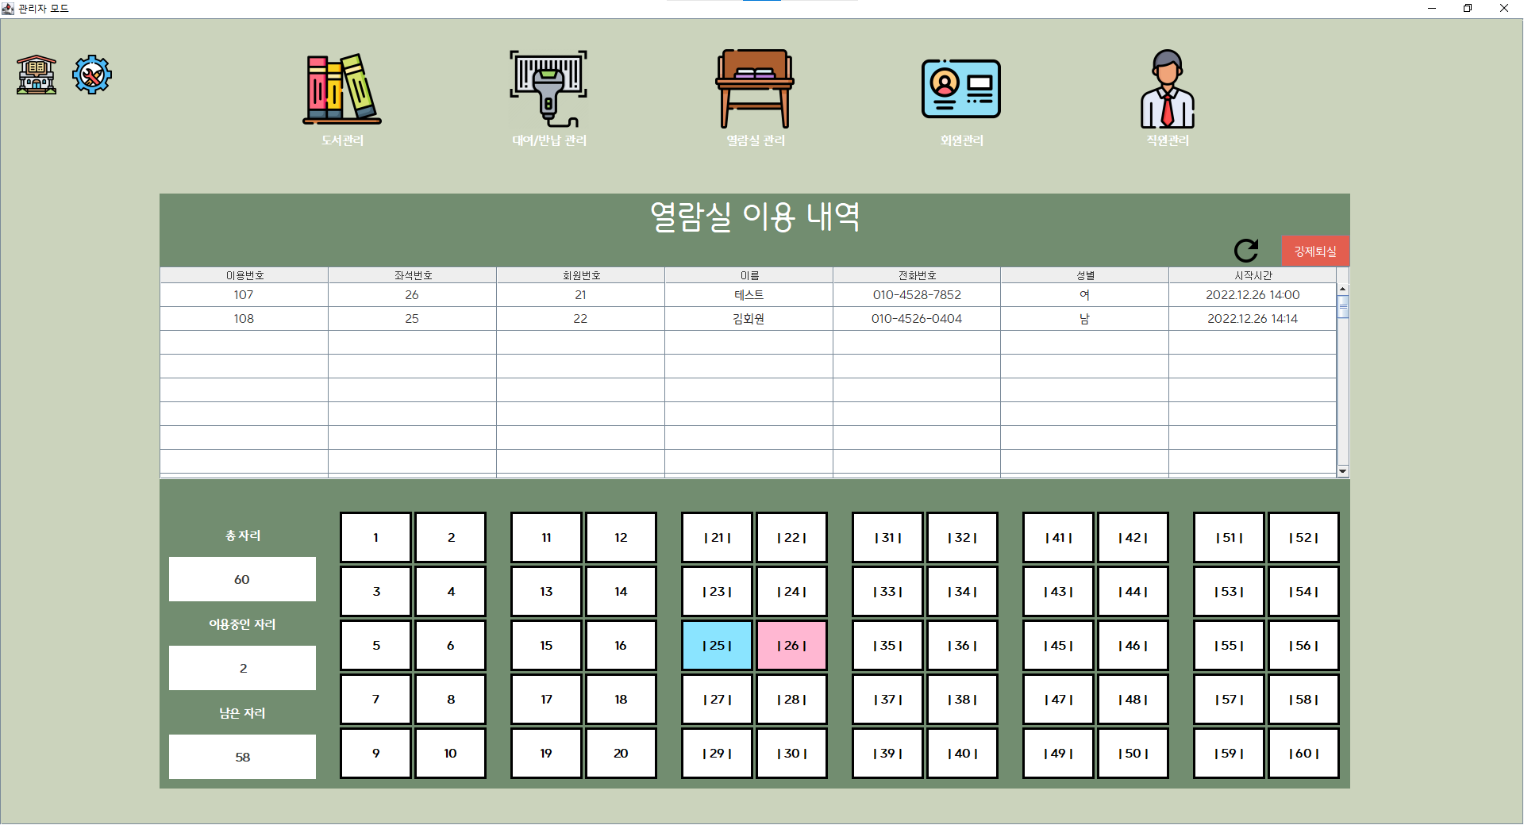 관리자 모드
도서관리 대여/반납 관리 열람실 관리 회원관리 직원관리
열람실 이용 내역
강제퇴실
이용번호 좌석번호 회원번호 이름 전화번호 성별 시작시간
107 26 21 테스트 010-4528-7852 여 2022.12.26 14:00
108 25 22 김회원 010-4526-0404 남 2022.12.26 14:14
총 자리
60
이용중인 자리
2
남은 자리
58
1 2 11 12 | 21 | | 22 | | 31 | | 32 | | 41 | | 42 | | 51 | | 52 |
3 4 13 14 | 23 | | 24 | | 33 | | 34 | | 43 | | 44 | | 53 | | 54 |
5 6 15 16 | 25 | | 26 | | 35 | | 36 | | 45 | | 46 | | 55 | | 56 |
7 8 17 18 | 27 | | 28 | | 37 | | 38 | | 47 | | 48 | | 57 | | 58 |
9 10 19 20 | 29 | | 30 | | 39 | | 40 | | 49 | | 50 | | 59 | | 60 |